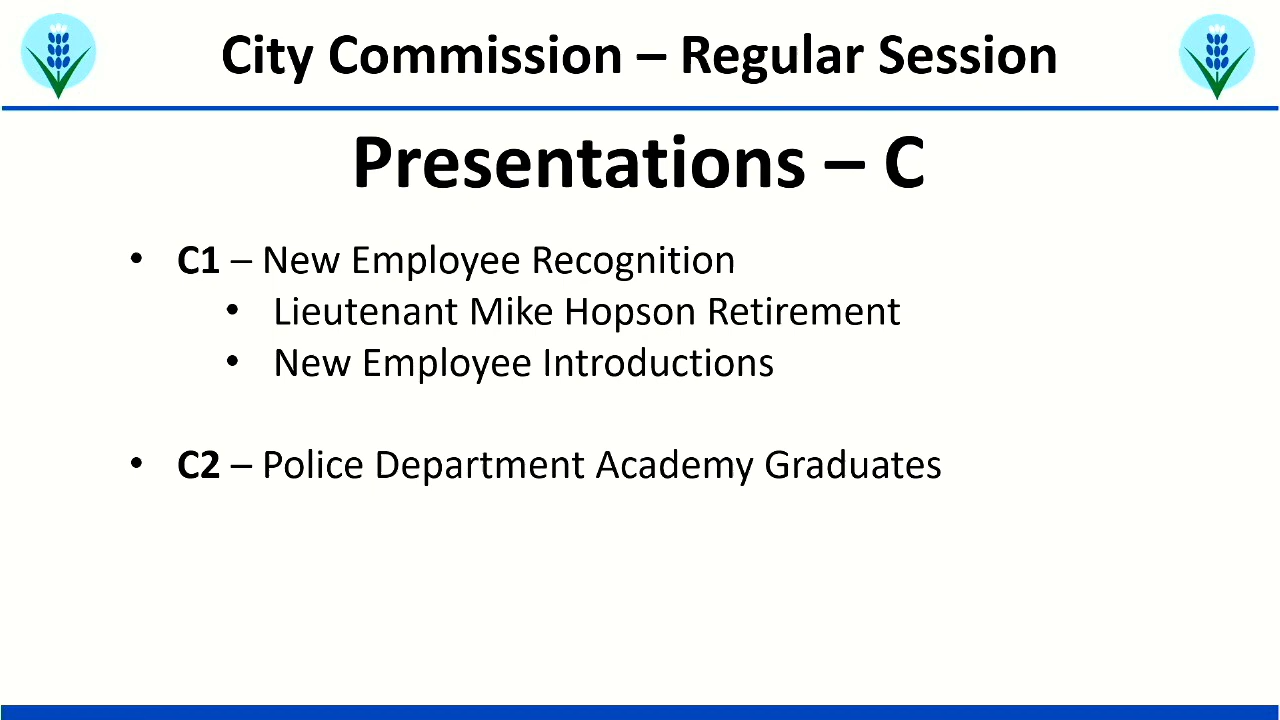 City Commission – Regular Session
Presentations – C
• C1 – New Employee Recognition
• Lieutenant Mike Hopson Retirement
• New Employee Introductions
• C2 – Police Department Academy Graduates